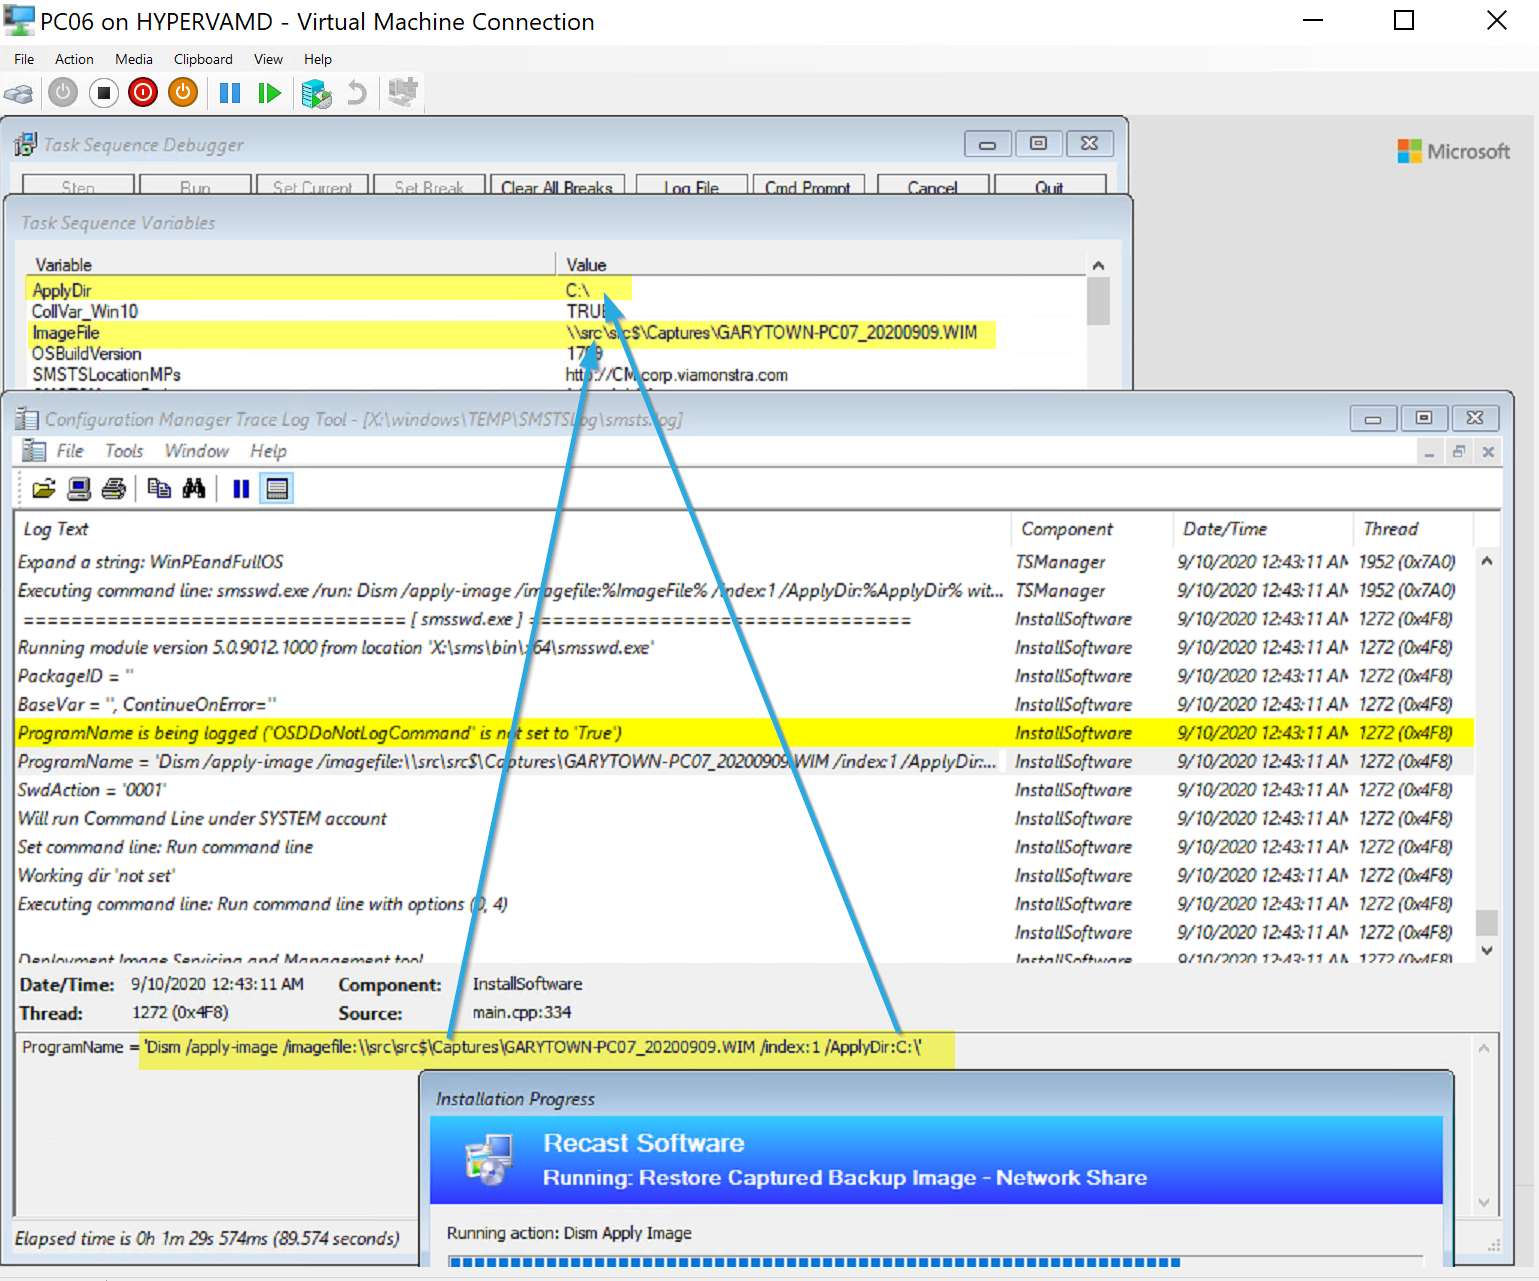 PC06 on HYPERVAMD - Virtual Machine Connection
File Action Media Clipboard View Help
Microsoft
Task Sequence Debugger
Step Run Set Current Set Break Clear All Breaks Log File Cmd Prompt Cancel Quit
Task Sequence Variables
Variable Value
ApplyDir C:\
CollVar_Win10 TRUE
ImageFile \\src\src$\Captures\GARYTOWN-PC07_20200909.WIM
OSBuildVersion 1709
SMSTSLocationMPs http://CM.corp.viamonstra.com
Configuration Manager Trace Log Tool - [X:\windows\TEMP\SMSTSLog\smsts.log]
File Tools Window Help
Log Text Component Date/Time Thread
Expand a string: WinPEandFullOS TSManager 9/10/2020 12:43:11 AM 1952 (0x7A0)
Executing command line: smsswd.exe /run: Dism /apply-image /imagefile:%ImageFile% /index:1 /ApplyDir:%ApplyDir% wit... TSManager 9/10/2020 12:43:11 AM 1952 (0x7A0)
================================ [ smsswd.exe ] ================================ InstallSoftware 9/10/2020 12:43:11 AM 1272 (0x4F8)
Running module version 5.0.9012.1000 from location 'X:\sms\bin\x64\smsswd.exe' InstallSoftware 9/10/2020 12:43:11 AM 1272 (0x4F8)
PackageID = '' InstallSoftware 9/10/2020 12:43:11 AM 1272 (0x4F8)
BaseVar = '', ContinueOnError='' InstallSoftware 9/10/2020 12:43:11 AM 1272 (0x4F8)
ProgramName is being logged ('OSDDoNotLogCommand' is not set to 'True') InstallSoftware 9/10/2020 12:43:11 AM 1272 (0x4F8)
ProgramName = 'Dism /apply-image /imagefile:\\src\src$\Captures\GARYTOWN-PC07_20200909.WIM /index:1 /ApplyDir:... InstallSoftware 9/10/2020 12:43:11 AM 1272 (0x4F8)
SwdAction = '0001' InstallSoftware 9/10/2020 12:43:11 AM 1272 (0x4F8)
Will run Command Line under SYSTEM account InstallSoftware 9/10/2020 12:43:11 AM 1272 (0x4F8)
Set command line: Run command line InstallSoftware 9/10/2020 12:43:11 AM 1272 (0x4F8)
Working dir 'not set' InstallSoftware 9/10/2020 12:43:11 AM 1272 (0x4F8)
Executing command line: Run command line with options (0, 4) InstallSoftware 9/10/2020 12:43:11 AM 1272 (0x4F8)
InstallSoftware 9/10/2020 12:43:11 AM 1272 (0x4F8)
Deployment Image Servicing and Management tool InstallSoftware 9/10/2020 12:43:11 AM 1272 (0x4F8)
Date/Time: 9/10/2020 12:43:11 AM Component: InstallSoftware
Thread: 1272 (0x4F8) Source: main.cpp:334
ProgramName = 'Dism /apply-image /imagefile:\\src\src$\Captures\GARYTOWN-PC07_20200909.WIM /index:1 /ApplyDir:C:\'
Installation Progress
Recast Software
Running: Restore Captured Backup Image - Network Share
Running action: Dism Apply Image
Elapsed time is 0h 1m 29s 574ms (89.574 seconds)